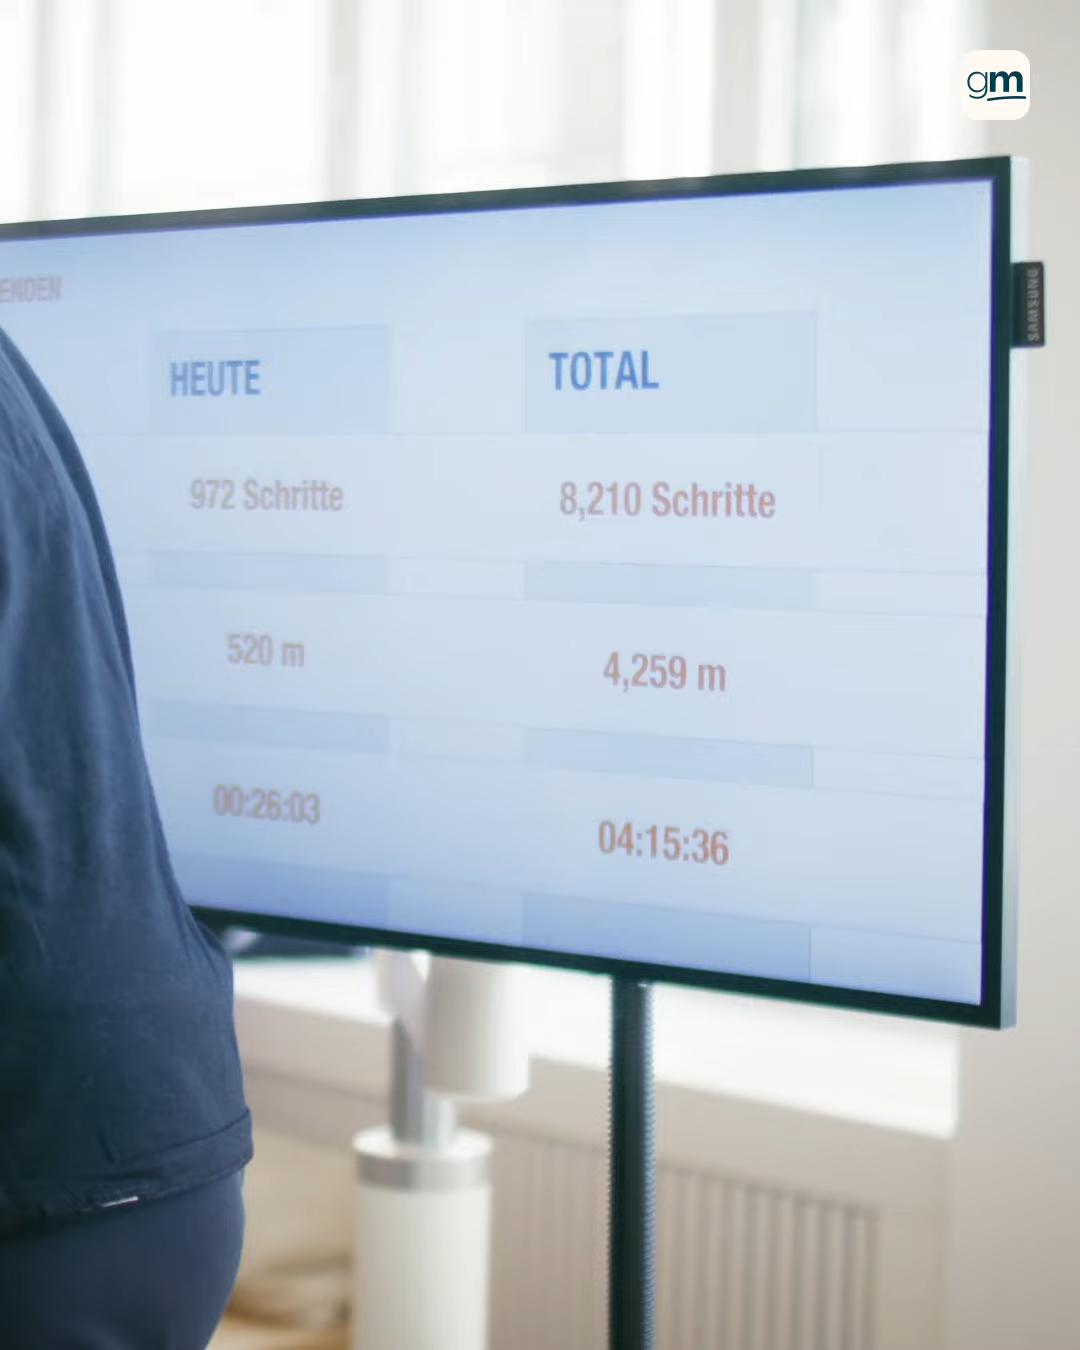 gm
SAMSUNG
ENDEN
HEUTE TOTAL
972 Schritte 8,210 Schritte
520 m 4,259 m
00:26:03 04:15:36